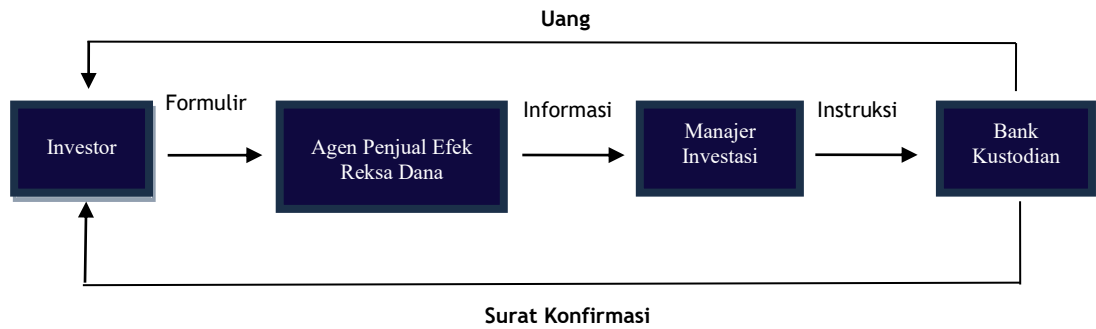 Uang
Formulir
Informasi
Instruksi
Investor
Agen Penjual Efek
Reksa Dana
Manajer
Investasi
Bank
Kustodian
Surat Konfirmasi